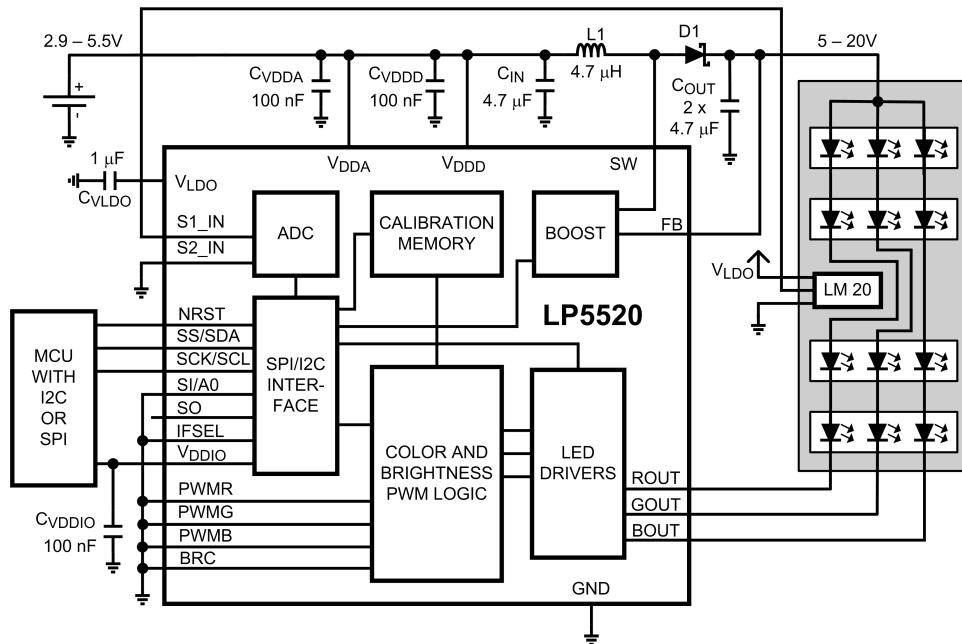 2.9 – 5.5V
L1
D1
5 – 20V
4.7 μH
CVDDA
100 nF
CVDDD
100 nF
CIN
4.7 μF
COUT
2 x
4.7 μF
+
-
1 μF
CVLDO
VLDO
VDDA
VDDD
SW
S1_IN
S2_IN
ADC
CALIBRATION
MEMORY
BOOST
FB
VLDO
LM 20
LP5520
MCU
WITH
I2C
OR
SPI
NRST
SS/SDA
SCK/SCL
SI/A0
SO
IFSEL
VDDIO
SPI/I2C
INTER-
FACE
COLOR AND
BRIGHTNESS
PWM LOGIC
LED
DRIVERS
ROUT
GOUT
BOUT
CVDDIO
100 nF
PWMR
PWMG
PWMB
BRC
GND